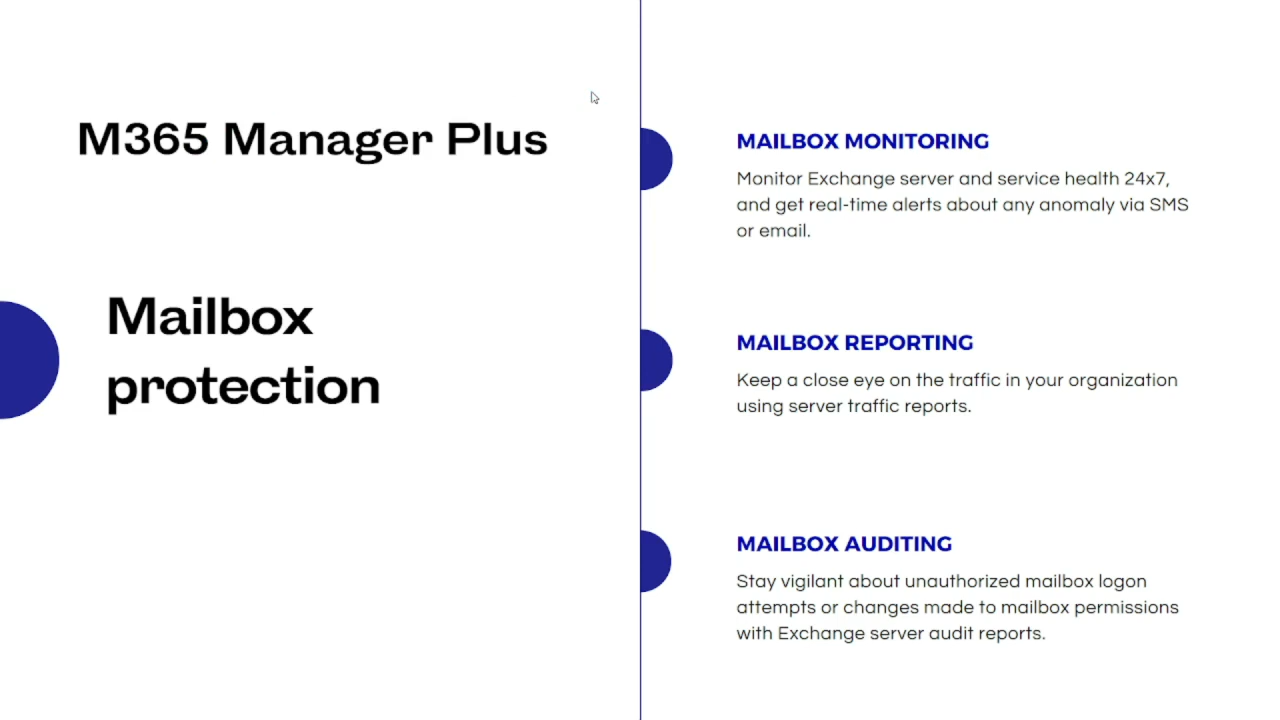 M365 Manager Plus
Mailbox
protection
MAILBOX MONITORING
Monitor Exchange server and service health 24x7,
and get real-time alerts about any anomaly via SMS
or email.
MAILBOX REPORTING
Keep a close eye on the traffic in your organization
using server traffic reports.
MAILBOX AUDITING
Stay vigilant about unauthorized mailbox logon
attempts or changes made to mailbox permissions
with Exchange server audit reports.